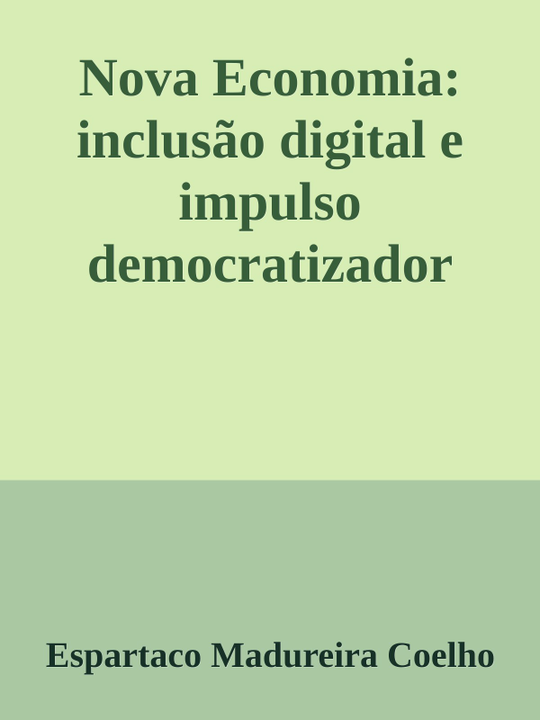 Nova Economia:
inclusão digital e
impulso
democratizador
Espartaco Madureira Coelho